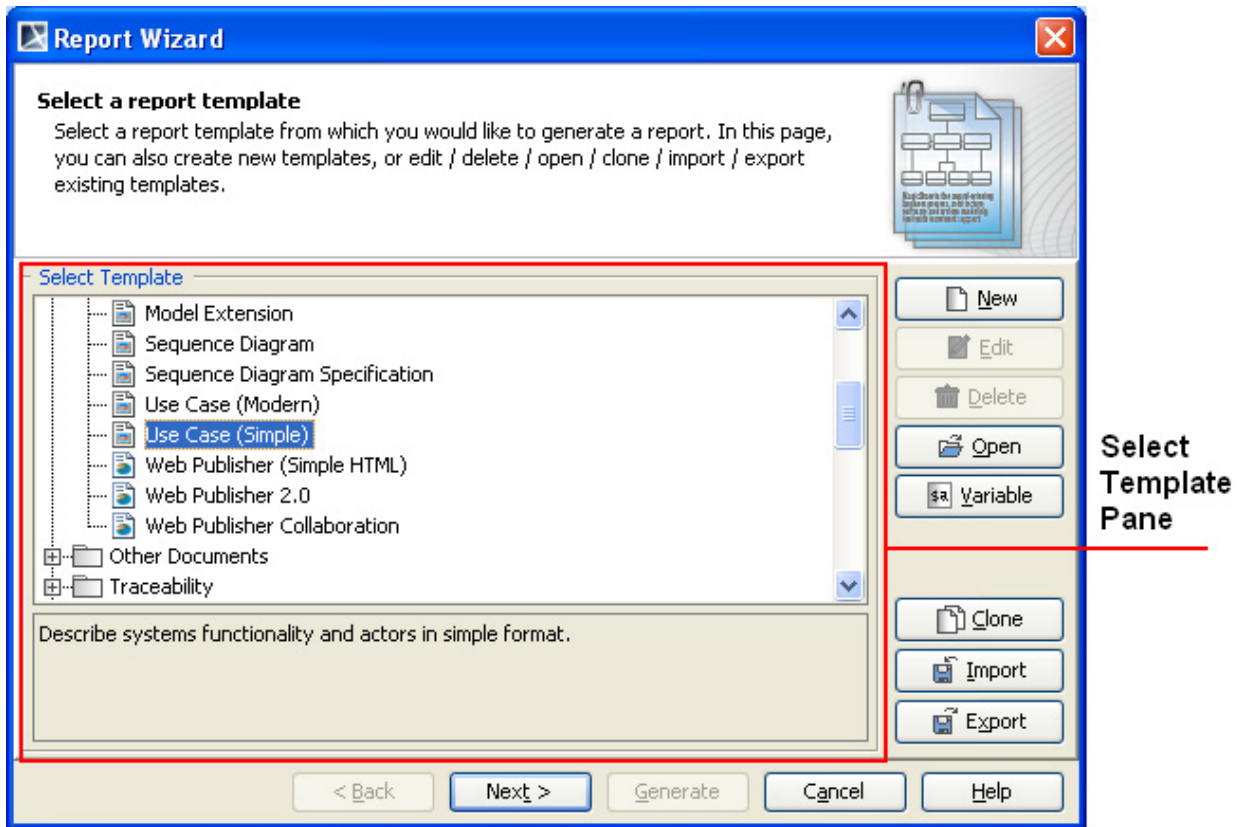 Report Wizard
Select a report template
Select a report template from which you would like to generate a report. In this page,
you can also create new templates, or edit / delete / open / clone / import / export
existing templates.
Select Template
Model Extension
Sequence Diagram
Sequence Diagram Specification
Use Case (Modern)
Use Case (Simple)
Web Publisher (Simple HTML)
Web Publisher 2.0
Web Publisher Collaboration
Other Documents
Traceability
Describe systems functionality and actors in simple format.
New
Edit
Delete
Open
$a Variable
Clone
Import
Export
Select
Template
Pane
< Back
Next >
Generate
Cancel
Help